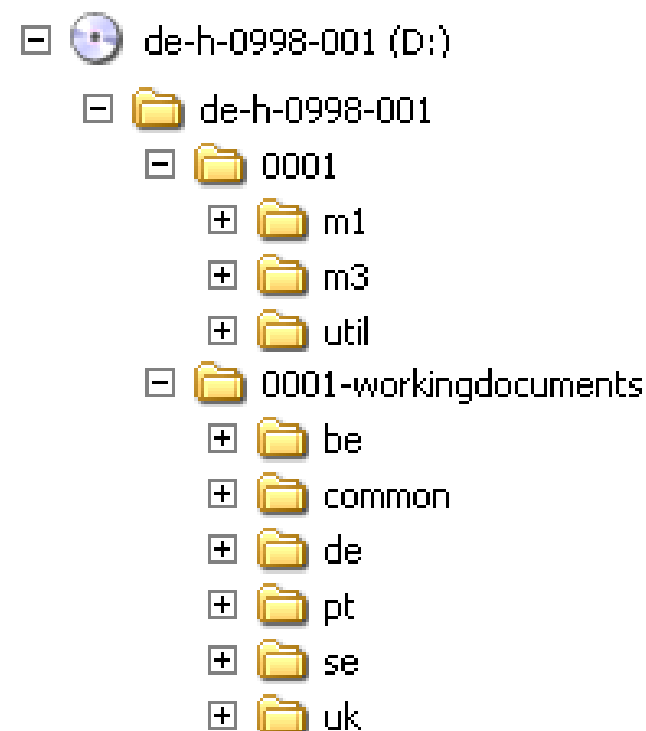 de-h-0998-001 (D:)
de-h-0998-001
0001
m1
m3
util
0001-workingdocuments
be
common
de
pt
se
uk